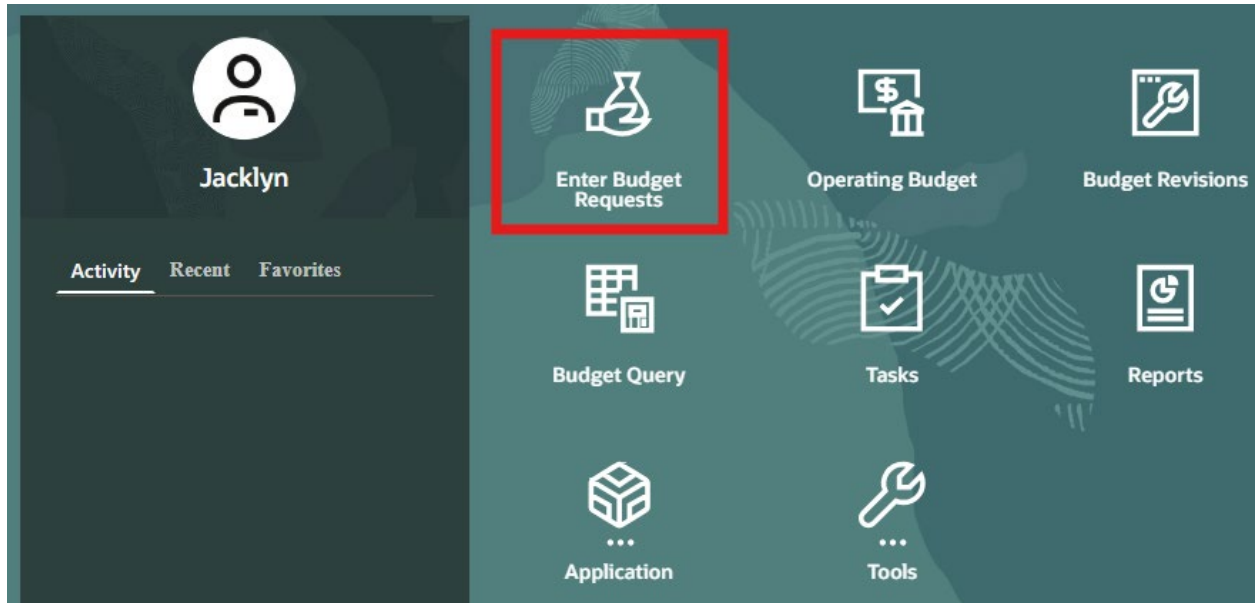 Jacklyn
Activity Recent Favorites
Enter Budget
Requests
Operating Budget
Budget Revisions
Budget Query
Tasks
Reports
Application
Tools